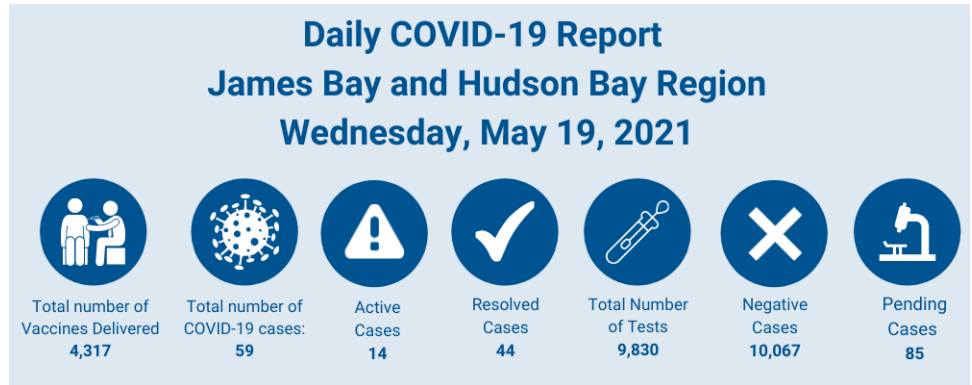 Daily COVID-19 Report
James Bay and Hudson Bay Region
Wednesday, May 19, 2021
Total number of
Vaccines Delivered
4,317
Total number of
COVID-19 cases:
59
Active
Cases
14
Resolved
Cases
44
Total Number
of Tests
9,830
Negative
Cases
10,067
Pending
Cases
85